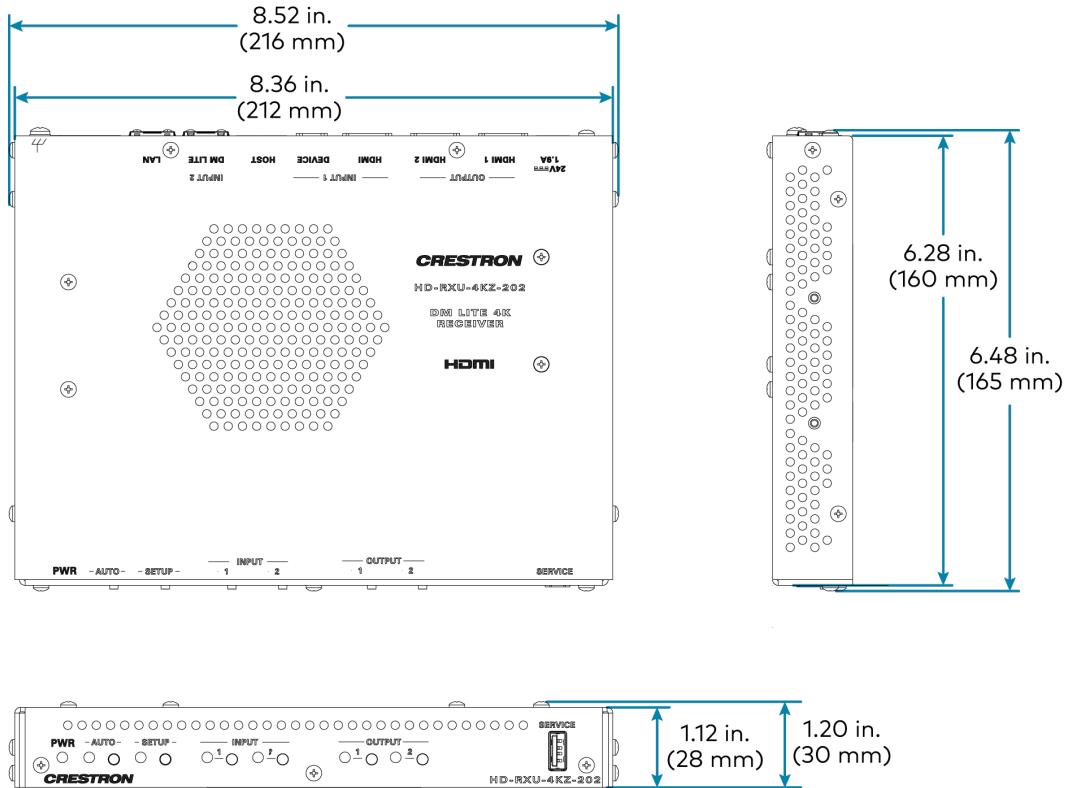 8.52 in.
(216 mm)
8.36 in.
(212 mm)
LAN
DM LITE
HOST
DEVICE
HDMI
HDMI 2
HDMI 1
24V
1.9A
INPUT 2
INPUT 1
OUTPUT
CRESTRON
HD-RXU-4KZ-202
DM LITE 4K
RECEIVER
HDMI
PWR
- AUTO -
- SETUP -
INPUT
1 2
OUTPUT
1 2
SERVICE
6.28 in.
(160 mm)
6.48 in.
(165 mm)
SERVICE
PWR
- AUTO -
- SETUP -
INPUT
1 2
OUTPUT
1 2
CRESTRON
HD-RXU-4KZ-202
1.12 in.
(28 mm)
1.20 in.
(30 mm)